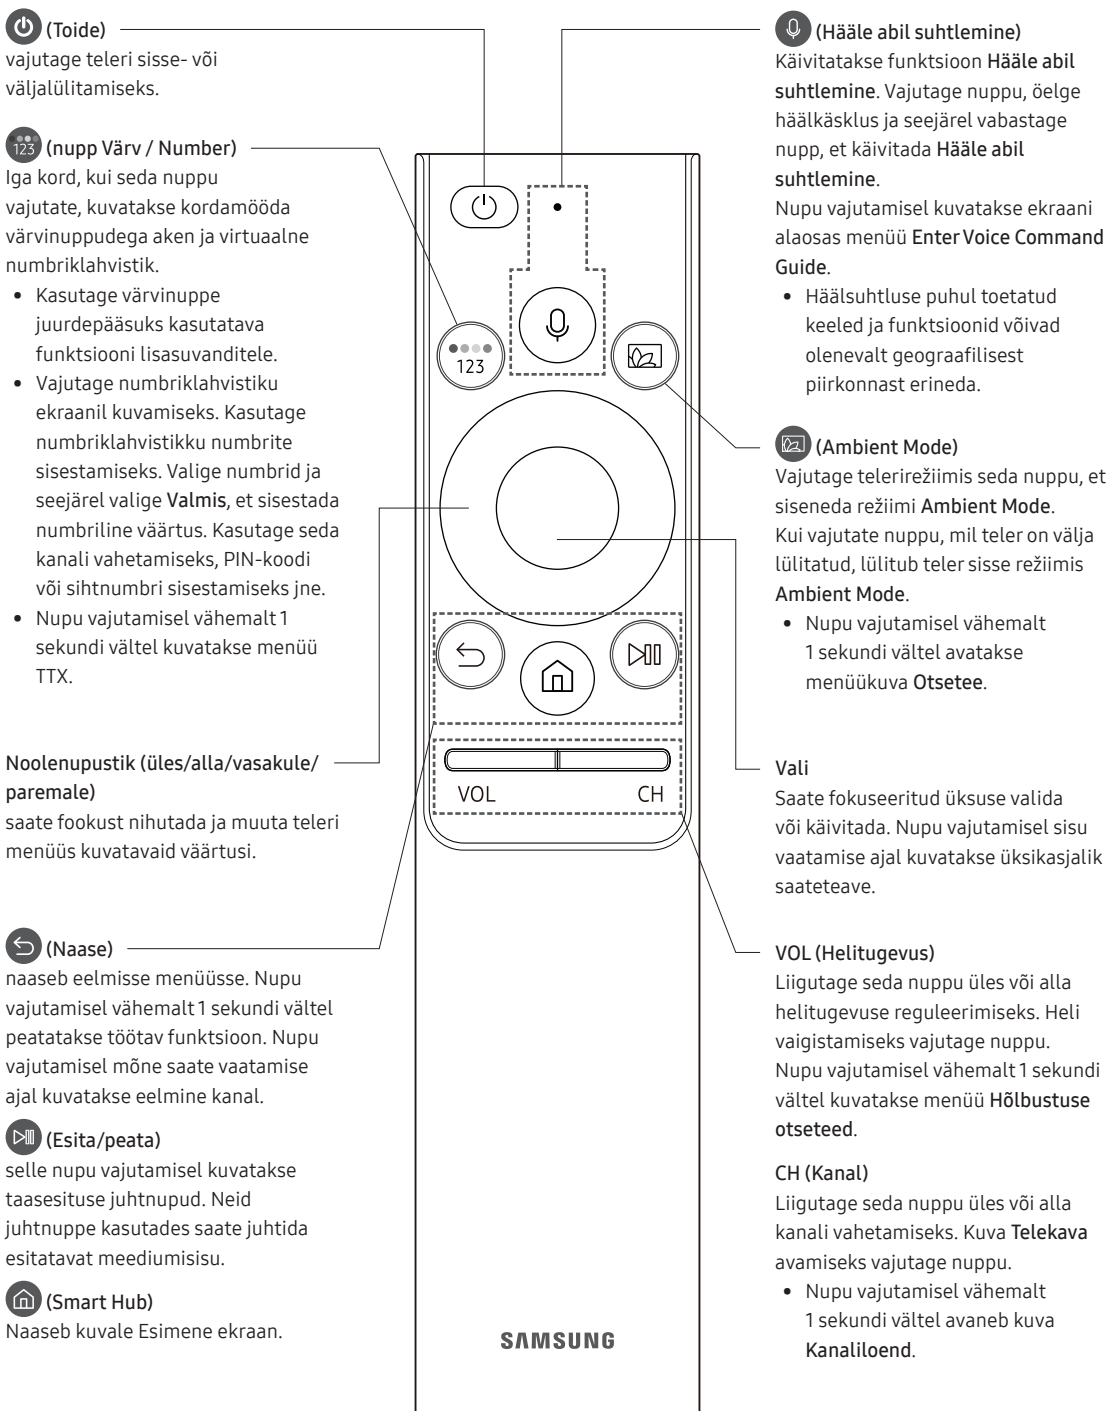 (Toide)
vajutage teleri sisse- või
väljalülitamiseks.
123 (nupp Värv / Number)
Iga kord, kui seda nuppu
vajutate, kuvatakse kordamööda
värvinuppudega aken ja virtuaalne
numbriklahvistik.
• Kasutage värvinuppe
juurdepääsuks kasutatava
funktsiooni lisasuvanditele.
• Vajutage numbriklahvistiku
ekraanil kuvamiseks. Kasutage
numbriklahvistikku numbrite
sisestamiseks. Valige numbrid ja
seejärel valige Valmis, et sisestada
numbriline väärtus. Kasutage seda
kanali vahetamiseks, PIN-koodi
või sihtnumbri sisestamiseks jne.
• Nupu vajutamisel vähemalt 1
sekundi vältel kuvatakse menüü
TTX.
Noolenupustik (üles/alla/vasakule/
paremale)
saate fookust nihutada ja muuta teleri
menüüs kuvatavaid väärtusi.
(Naase)
naaseb eelmisse menüüsse. Nupu
vajutamisel vähemalt 1 sekundi vältel
peatatakse töötav funktsioon. Nupu
vajutamisel mõne saate vaatamise
ajal kuvatakse eelmine kanal.
(Esita/peata)
selle nupu vajutamisel kuvatakse
taasesituse juhtnupud. Neid
juhtnuppe kasutades saate juhtida
esitatavat meediumisisu.
(Smart Hub)
Naaseb kuvale Esimene ekraan.
123
VOL CH
SAMSUNG
(Hääle abil suhtlemine)
Käivitatakse funktsioon Hääle abil
suhtlemine. Vajutage nuppu, öelge
häälkäsklus ja seejärel vabastage
nupp, et käivitada Hääle abil
suhtlemine.
Nupu vajutamisel kuvatakse ekraani
alaosas menüü Enter Voice Command
Guide.
• Häälsuhtluse puhul toetatud
keeled ja funktsioonid võivad
olenevalt geograafilisest
piirkonnast erineda.
(Ambient Mode)
Vajutage telerirežiimis seda nuppu, et
siseneda režiimi Ambient Mode.
Kui vajutate nuppu, mil teler on välja
lülitatud, lülitub teler sisse režiimis
Ambient Mode.
• Nupu vajutamisel vähemalt
1 sekundi vältel avatakse
menüükuva Otsetee.
Vali
Saate fokuseeritud üksuse valida
või käivitada. Nupu vajutamisel sisu
vaatamise ajal kuvatakse üksikasjalik
saateteave.
VOL (Helitugevus)
Liigutage seda nuppu üles või alla
helitugevuse reguleerimiseks. Heli
vaigistamiseks vajutage nuppu.
Nupu vajutamisel vähemalt 1 sekundi
vältel kuvatakse menüü Hõlbustuse
otseteed.
CH (Kanal)
Liigutage seda nuppu üles või alla
kanali vahetamiseks. Kuva Telekava
avamiseks vajutage nuppu.
• Nupu vajutamisel vähemalt
1 sekundi vältel avaneb kuva
Kanaliloend.